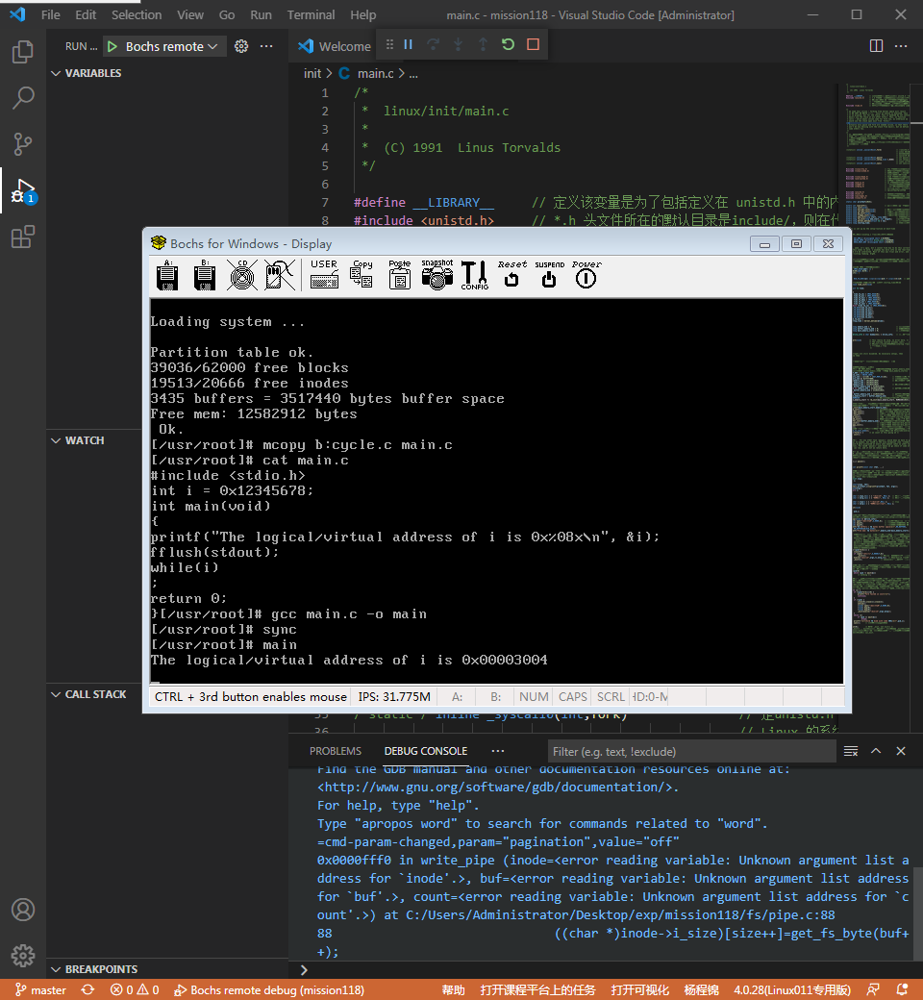 File Edit Selection View Go Run Terminal Help main.c - mission118 - Visual Studio Code [Administrator]
RUN ... Bochs remote
Welcome
VARIABLES
init > main.c > ...
1 /*
2 * linux/init/main.c
3 *
4 * (C) 1991 Linus Torvalds
5 */
6
7 #define __LIBRARY__ // 定义该变量是为了包括定义在 unistd.h 中的内
8 #include <unistd.h> // *.h 头文件所在的默认目录是include/，则在代
Bochs for Windows - Display
A: B: CD USER Copy Paste snapshot CONFIG Reset SUSPEND Power
Loading system ...
Partition table ok.
39036/62000 free blocks
19513/20666 free inodes
3435 buffers = 3517440 bytes buffer space
Free mem: 12582912 bytes
Ok.
[/usr/root]# mcopy b:cycle.c main.c
[/usr/root]# cat main.c
#include <stdio.h>
int i = 0x12345678;
int main(void)
{
printf("The logical/virtual address of i is 0x%08x\n", &i);
fflush(stdout);
while(i)
;
return 0;
}[/usr/root]# gcc main.c -o main
[/usr/root]# sync
[/usr/root]# main
The logical/virtual address of i is 0x00003004
CTRL + 3rd button enables mouse IPS: 31.775M A: B: NUM CAPS SCRL HD:0-M
WATCH
CALL STACK
35 / static / inline _syscall0(int,fork) // 是unistd.h
36 // Linux 的系统
PROBLEMS DEBUG CONSOLE ... Filter (e.g. text, !exclude)
Find the GDB manual and other documentation resources online at:
<http://www.gnu.org/software/gdb/documentation/>.
For help, type "help".
Type "apropos word" to search for commands related to "word".
=cmd-param-changed,param="pagination",value="off"
0x0000fff0 in write_pipe (inode=<error reading variable: Unknown argument list a
ddress for `inode'.>, buf=<error reading variable: Unknown argument list address
for `buf'.>, count=<error reading variable: Unknown argument list address for `c
ount'.>) at C:/Users/Administrator/Desktop/exp/mission118/fs/pipe.c:88
88 ((char *)inode->i_size)[size++]=get_fs_byte(buf+
+);
BREAKPOINTS
>
master 0 0 Bochs remote debug (mission118) 帮助 打开课程平台上的任务 打开可视化 杨程锦 4.0.28(Linux011专用版)
1